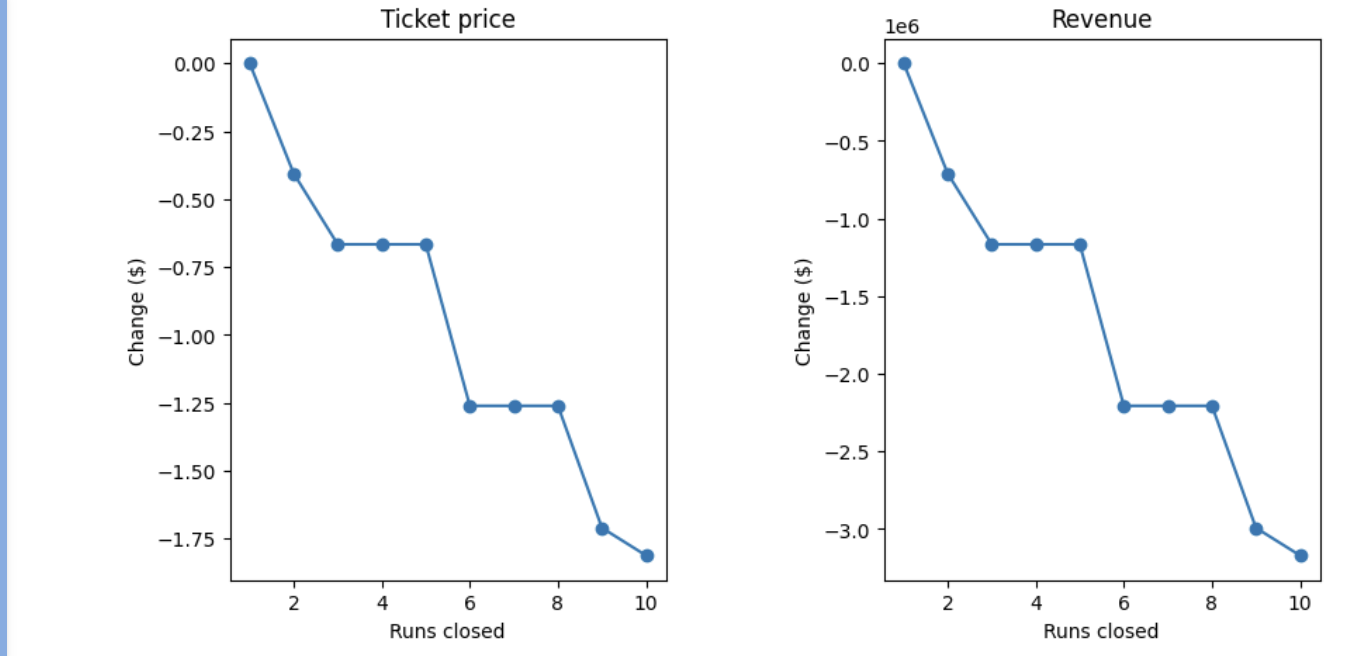 Ticket price
0.00
−0.25
−0.50
−0.75
−1.00
−1.25
−1.50
−1.75
Change ($)
2 4 6 8 10
Runs closed
Revenue
1e6
0.0
−0.5
−1.0
−1.5
−2.0
−2.5
−3.0
Change ($)
2 4 6 8 10
Runs closed